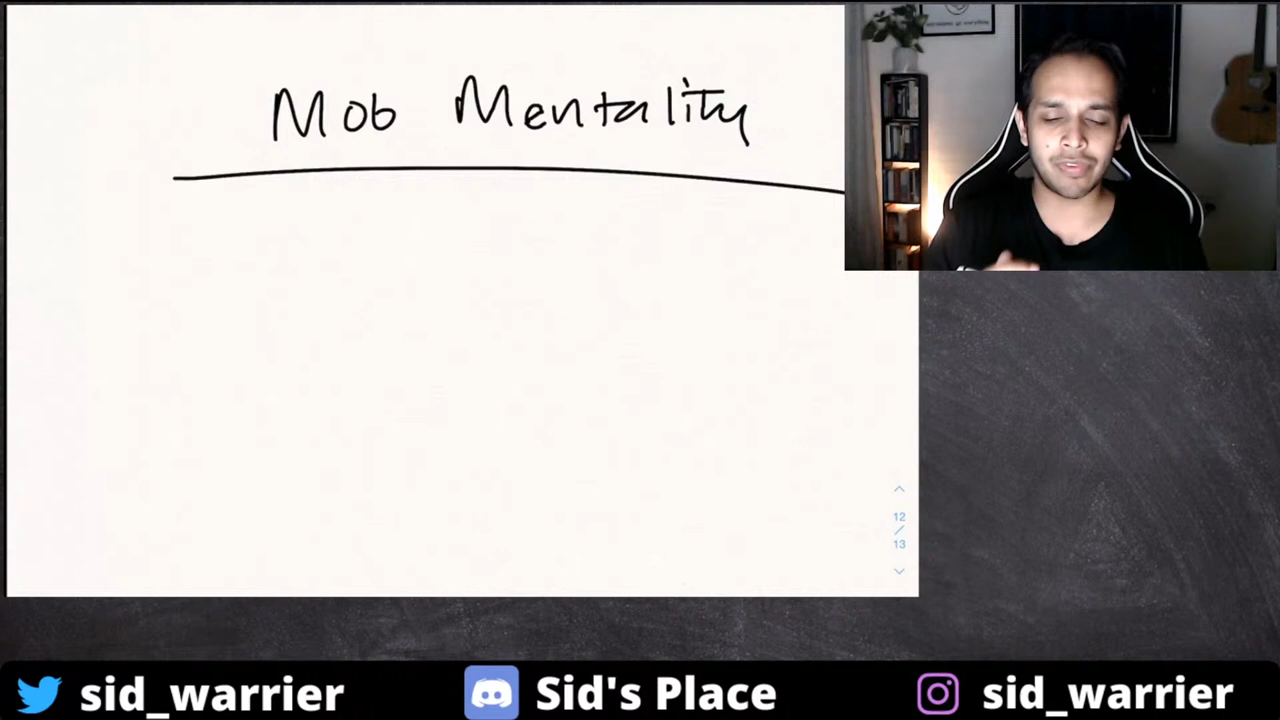 Mob Mentality
12
/
13
sid_warrier
Sid's Place
sid_warrier